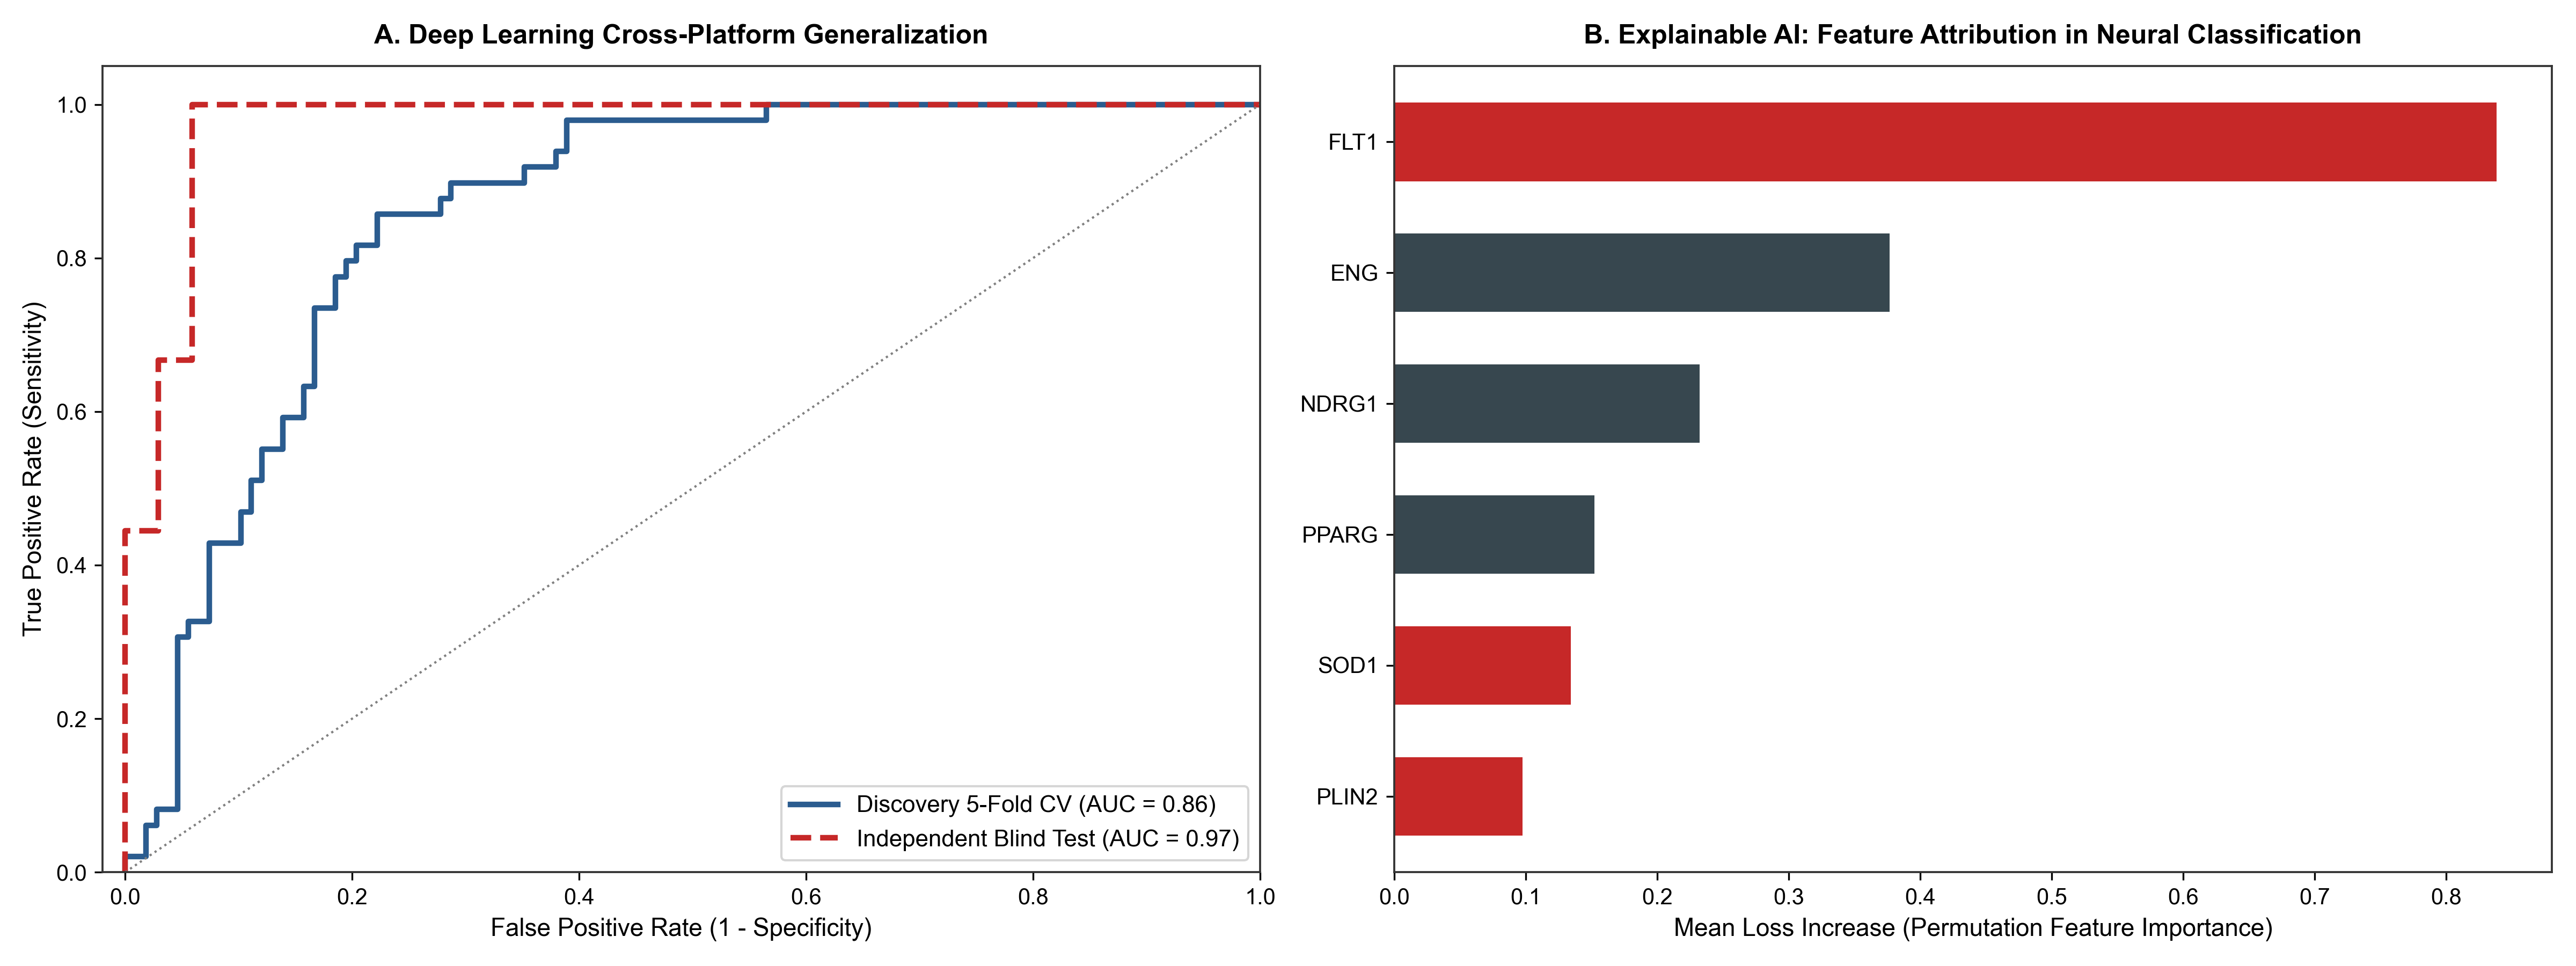 A. Deep Learning Cross-Platform Generalization
True Positive Rate (Sensitivity)
1.0
0.8
0.6
0.4
0.2
0.0
0.0 0.2 0.4 0.6 0.8 1.0
False Positive Rate (1 - Specificity)
Discovery 5-Fold CV (AUC = 0.86)
Independent Blind Test (AUC = 0.97)
B. Explainable AI: Feature Attribution in Neural Classification
FLT1
ENG
NDRG1
PPARG
SOD1
PLIN2
0.0 0.1 0.2 0.3 0.4 0.5 0.6 0.7 0.8
Mean Loss Increase (Permutation Feature Importance)